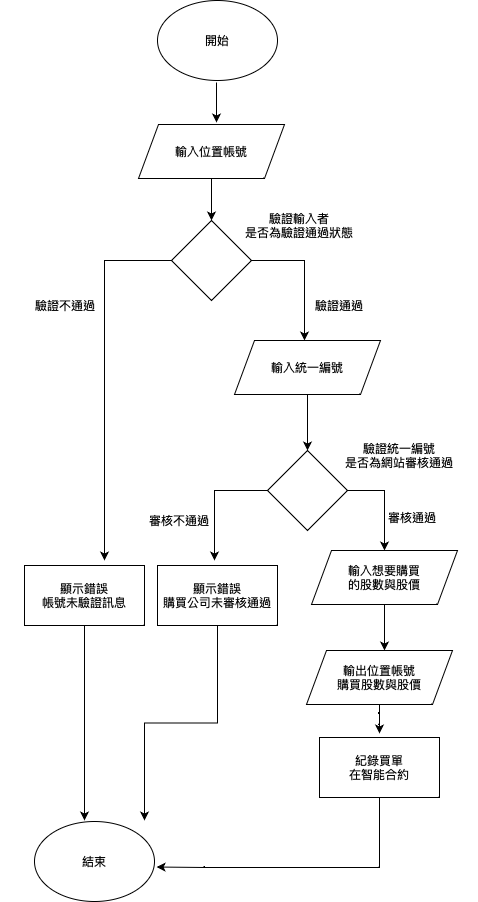 開始
輸入位置帳號
驗證輸入者
是否為驗證通過狀態
驗證不通過
驗證通過
輸入統一編號
驗證統一編號
是否為網站審核通過
審核不通過
審核通過
顯示錯誤
帳號未驗證訊息
顯示錯誤
購買公司未審核通過
輸入想要購買
的股數與股價
輸出位置帳號
購買股數與股價
紀錄買單
在智能合約
結束